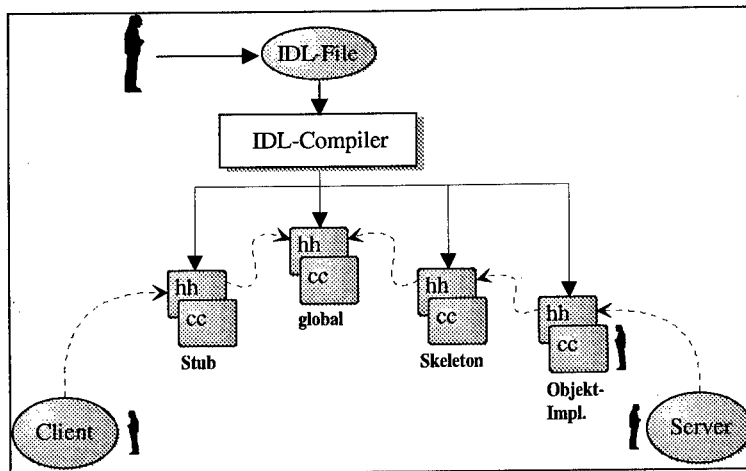 IDL-File
IDL-Compiler
hh
cc
global
hh
cc
Stub
hh
cc
Skeleton
hh
cc
Objekt-
Impl.
Client
Server